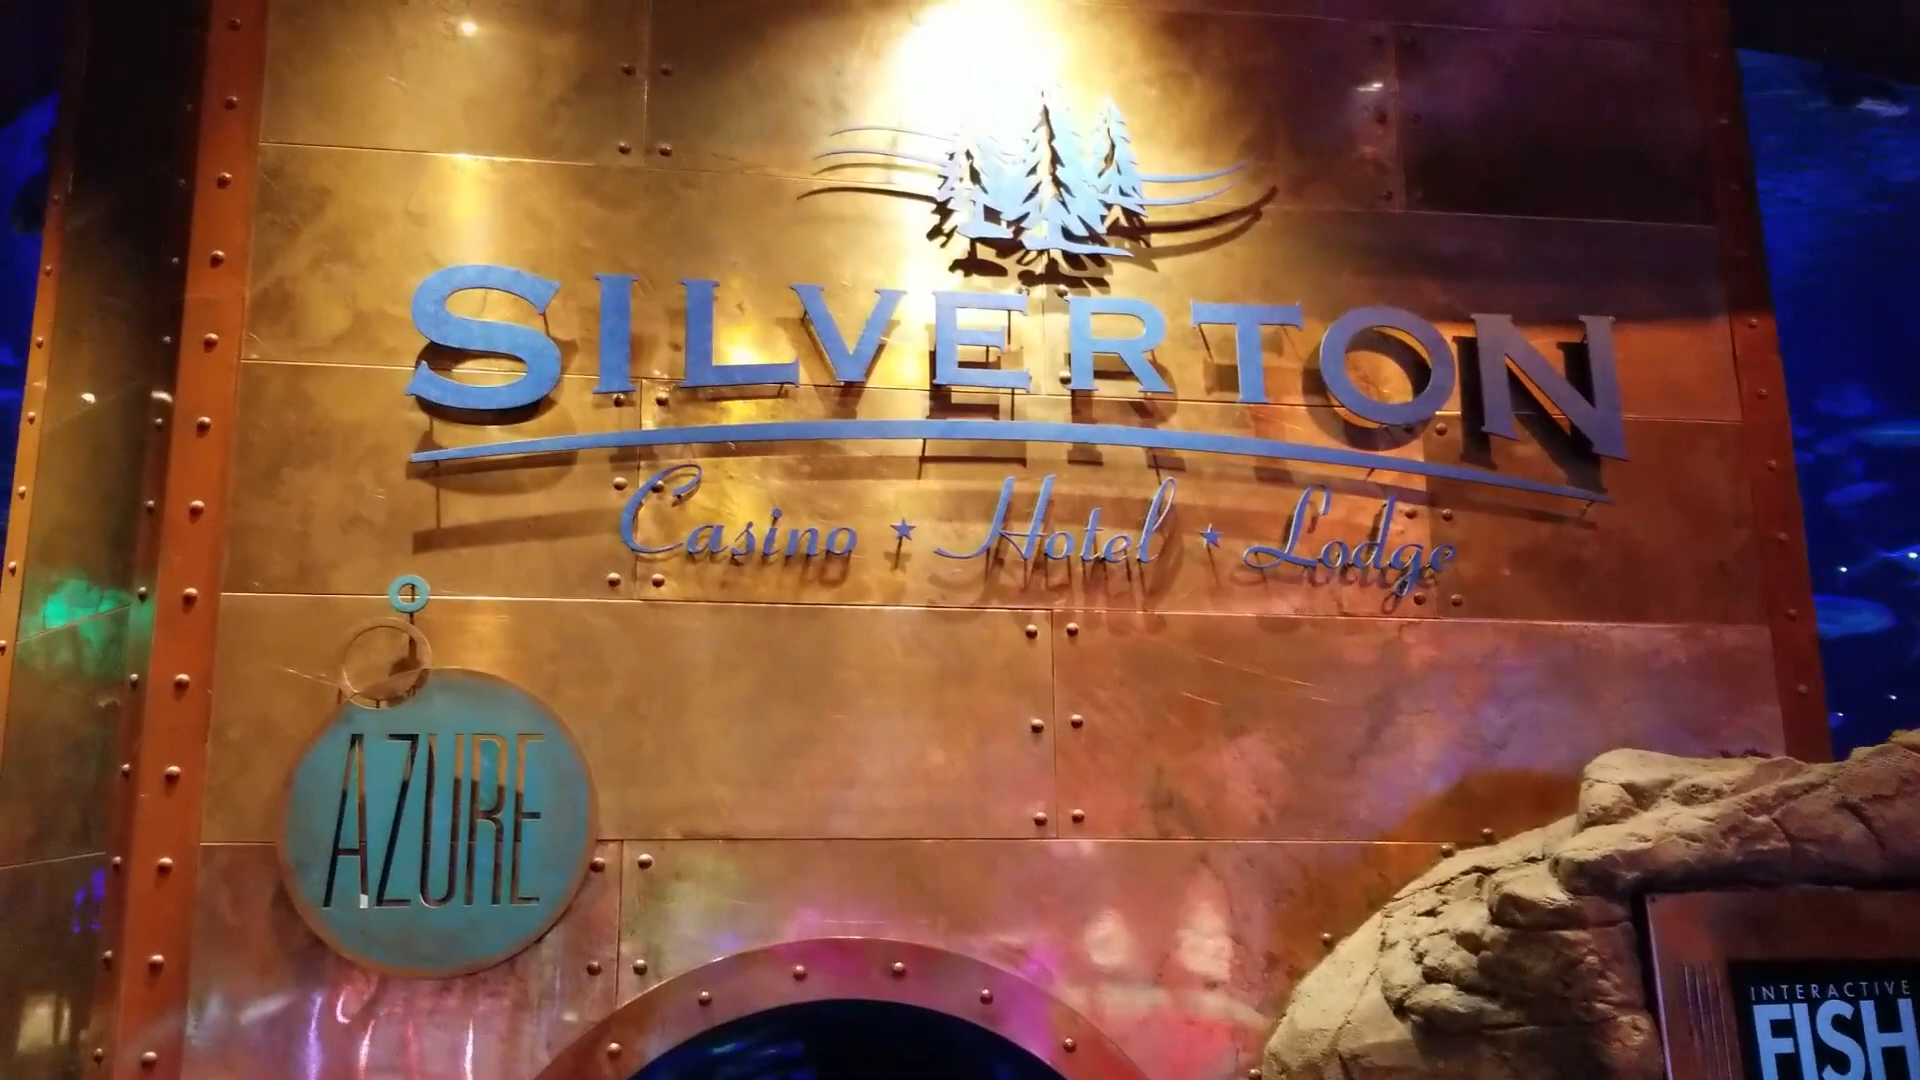 SILVERTON
Casino ★ Hotel ★ Lodge
AZURE
INTERACTIVE
FISH